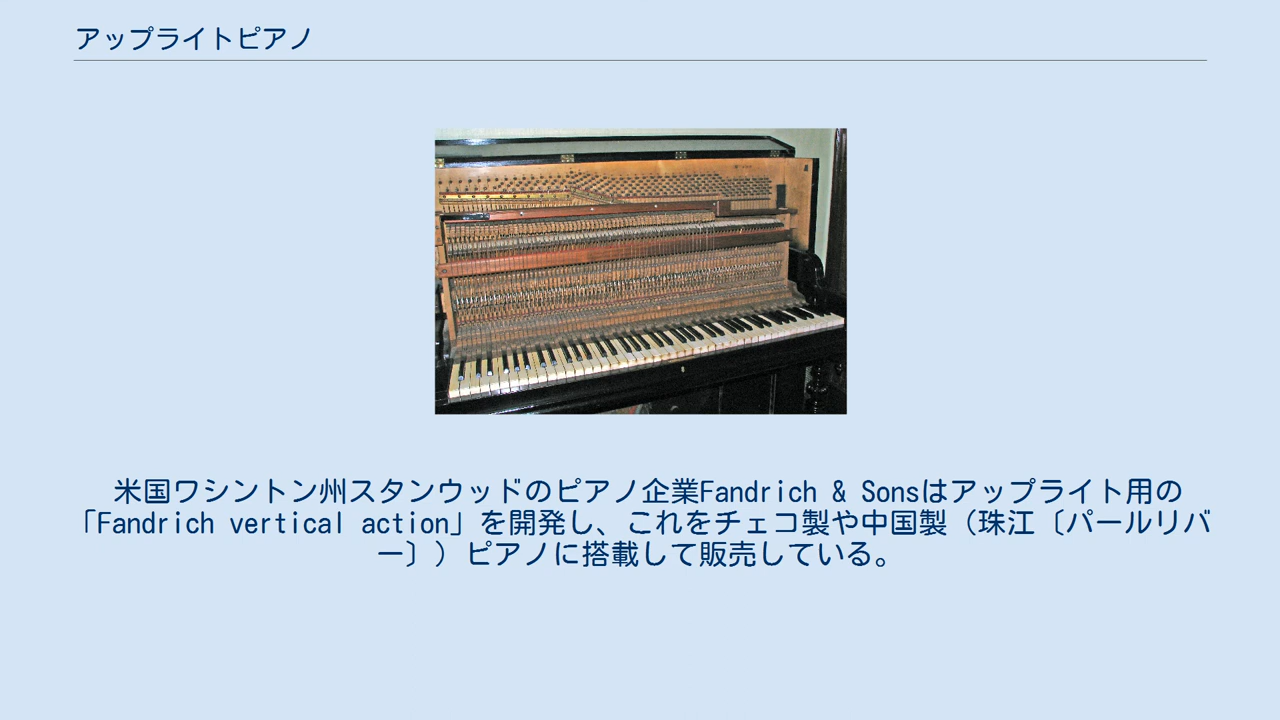 アップライトピアノ
米国ワシントン州スタンウッドのピアノ企業Fandrich & Sonsはアップライト用の
「Fandrich vertical action」を開発し、これをチェコ製や中国製（珠江〔パールリバ
ー〕）ピアノに搭載して販売している。